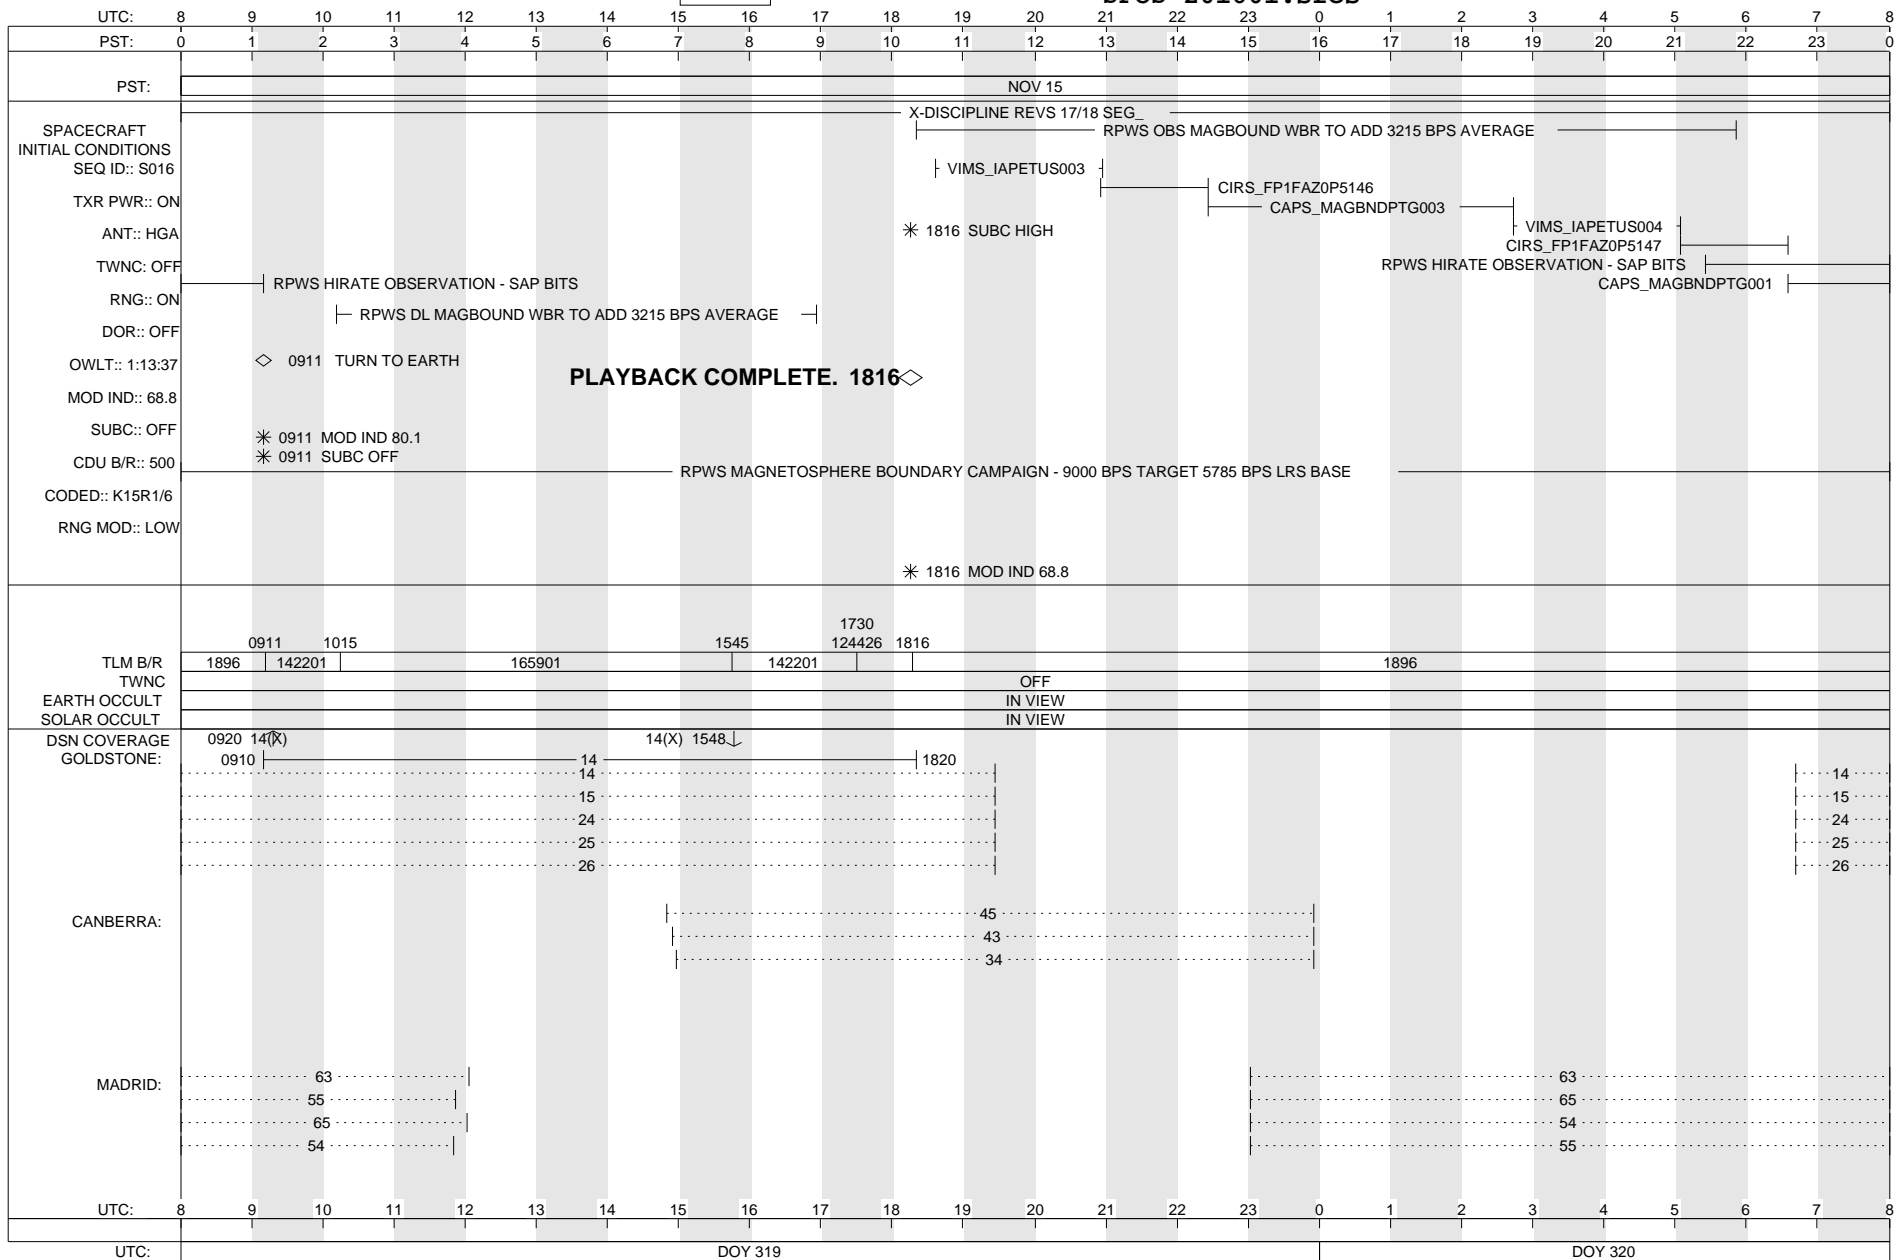 UTC: 8 9 10 11 12 13 14 15 16 17 18 19 20 21 22 23 0 1 2 3 4 5 6 7 8
PST: 0 1 2 3 4 5 6 7 8 9 10 11 12 13 14 15 16 17 18 19 20 21 22 23 0
PST: NOV 15
X-DISCIPLINE REVS 17/18 SEG_
SPACECRAFT
RPWS OBS MAGBOUND WBR TO ADD 3215 BPS AVERAGE
INITIAL CONDITIONS
SEQ ID:: S016
VIMS_IAPETUS003
CIRS_FP1FAZ0P5146
TXR PWR:: ON
CAPS_MAGBNDPTG003
ANT:: HGA
1816 SUBC HIGH
VIMS_IAPETUS004
CIRS_FP1FAZ0P5147
TWNC: OFF
RPWS HIRATE OBSERVATION - SAP BITS
RPWS HIRATE OBSERVATION - SAP BITS
CAPS_MAGBNDPTG001
RNG:: ON
RPWS DL MAGBOUND WBR TO ADD 3215 BPS AVERAGE
DOR:: OFF
OWLT:: 1:13:37
0911 TURN TO EARTH
PLAYBACK COMPLETE. 1816
MOD IND:: 68.8
SUBC:: OFF
0911 MOD IND 80.1
0911 SUBC OFF
CDU B/R:: 500
RPWS MAGNETOSPHERE BOUNDARY CAMPAIGN - 9000 BPS TARGET 5785 BPS LRS BASE
CODED:: K15R1/6
RNG MOD:: LOW
1816 MOD IND 68.8
1730
0911 1015 1545 124426 1816
TLM B/R 1896 142201 165901 142201 1896
TWNC OFF
EARTH OCCULT IN VIEW
SOLAR OCCULT IN VIEW
DSN COVERAGE 0920 14(X) 14(X) 1548
GOLDSTONE: 0910 14 1820
14 14
15 15
24 24
25 25
26 26
CANBERRA: 45
43
34
MADRID: 63 63
55 65
65 54
54 55
UTC: 8 9 10 11 12 13 14 15 16 17 18 19 20 21 22 23 0 1 2 3 4 5 6 7 8
UTC: DOY 319 DOY 320